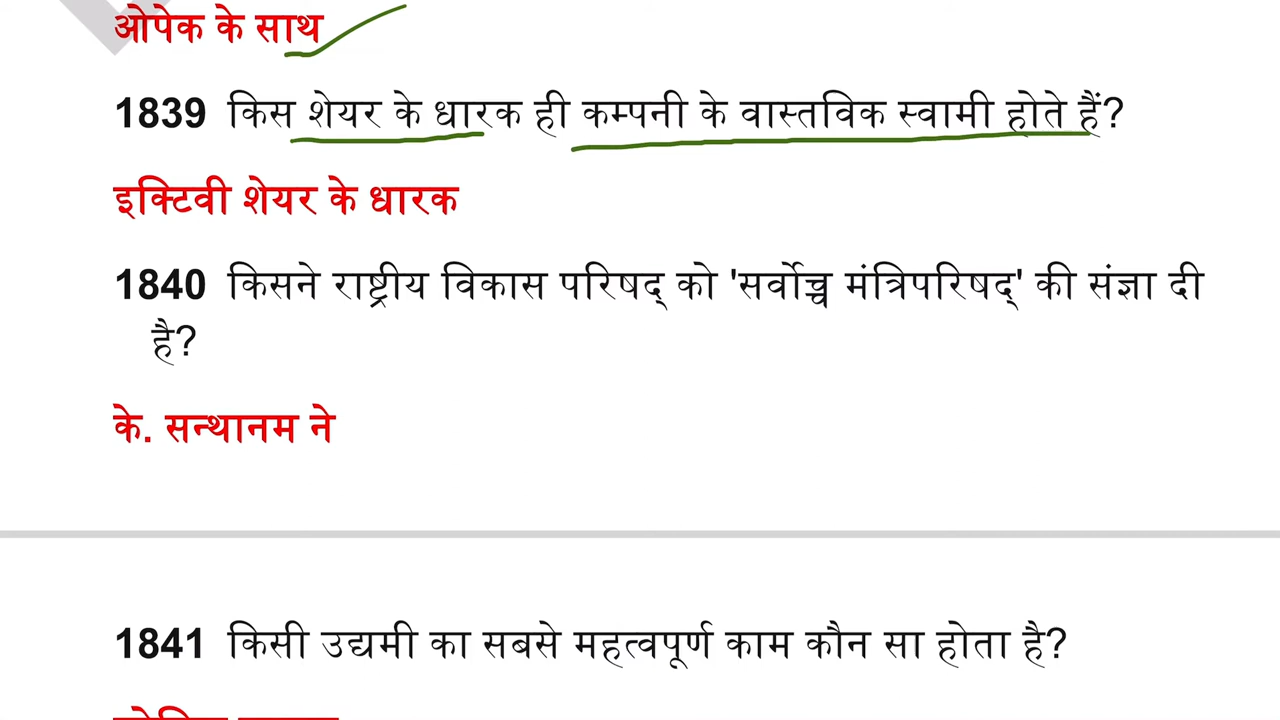 ओपेक के साथ
1839 किस शेयर के धारक ही कम्पनी के वास्तविक स्वामी होते हैं?
इक्टिवी शेयर के धारक
1840 किसने राष्ट्रीय विकास परिषद् को 'सर्वोच्च मंत्रिपरिषद्' की संज्ञा दी
है?
के. सन्थानम ने
1841 किसी उद्यमी का सबसे महत्वपूर्ण काम कौन सा होता है?